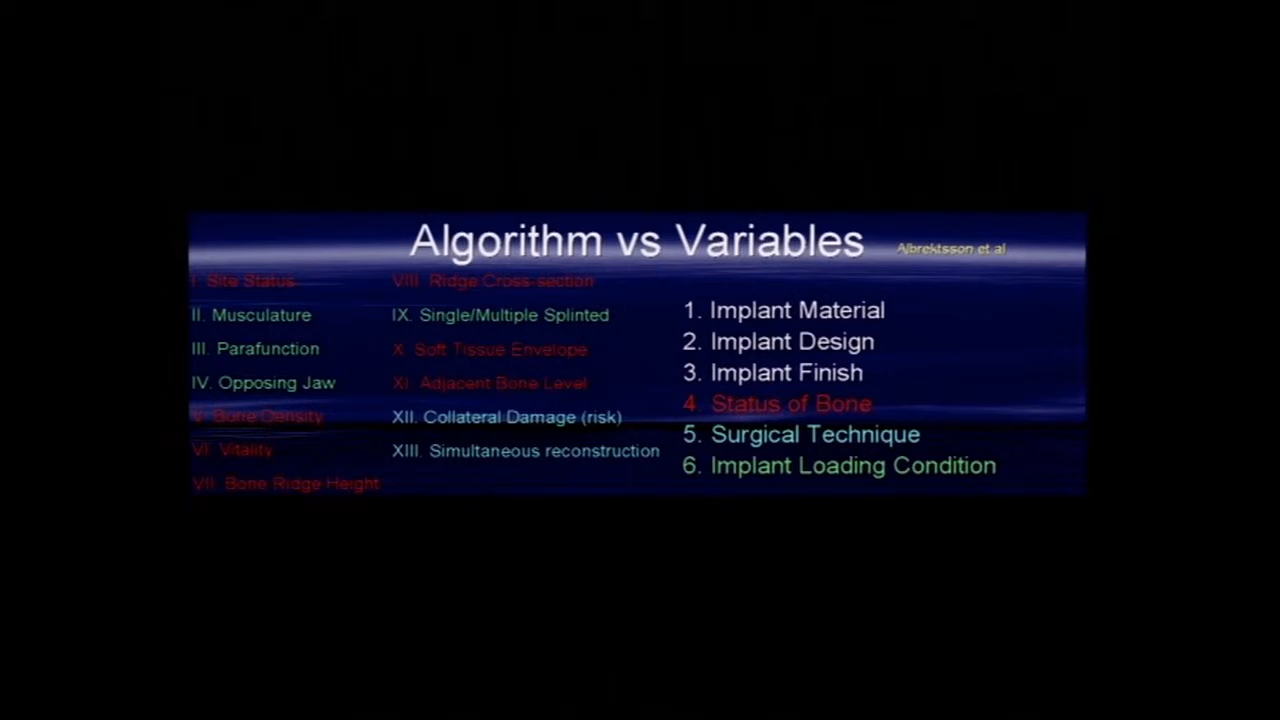 Algorithm vs Variables
Albrektsson et al
I. Site Status
II. Musculature
III. Parafunction
IV. Opposing Jaw
V. Bone Density
VI. Vitality
VII. Bone Ridge Height
VIII. Ridge Cross-section
IX. Single/Multiple Splinted
X. Soft Tissue Envelope
XI. Adjacent Bone Level
XII. Collateral Damage (risk)
XIII. Simultaneous reconstruction
1. Implant Material
2. Implant Design
3. Implant Finish
4. Status of Bone
5. Surgical Technique
6. Implant Loading Condition